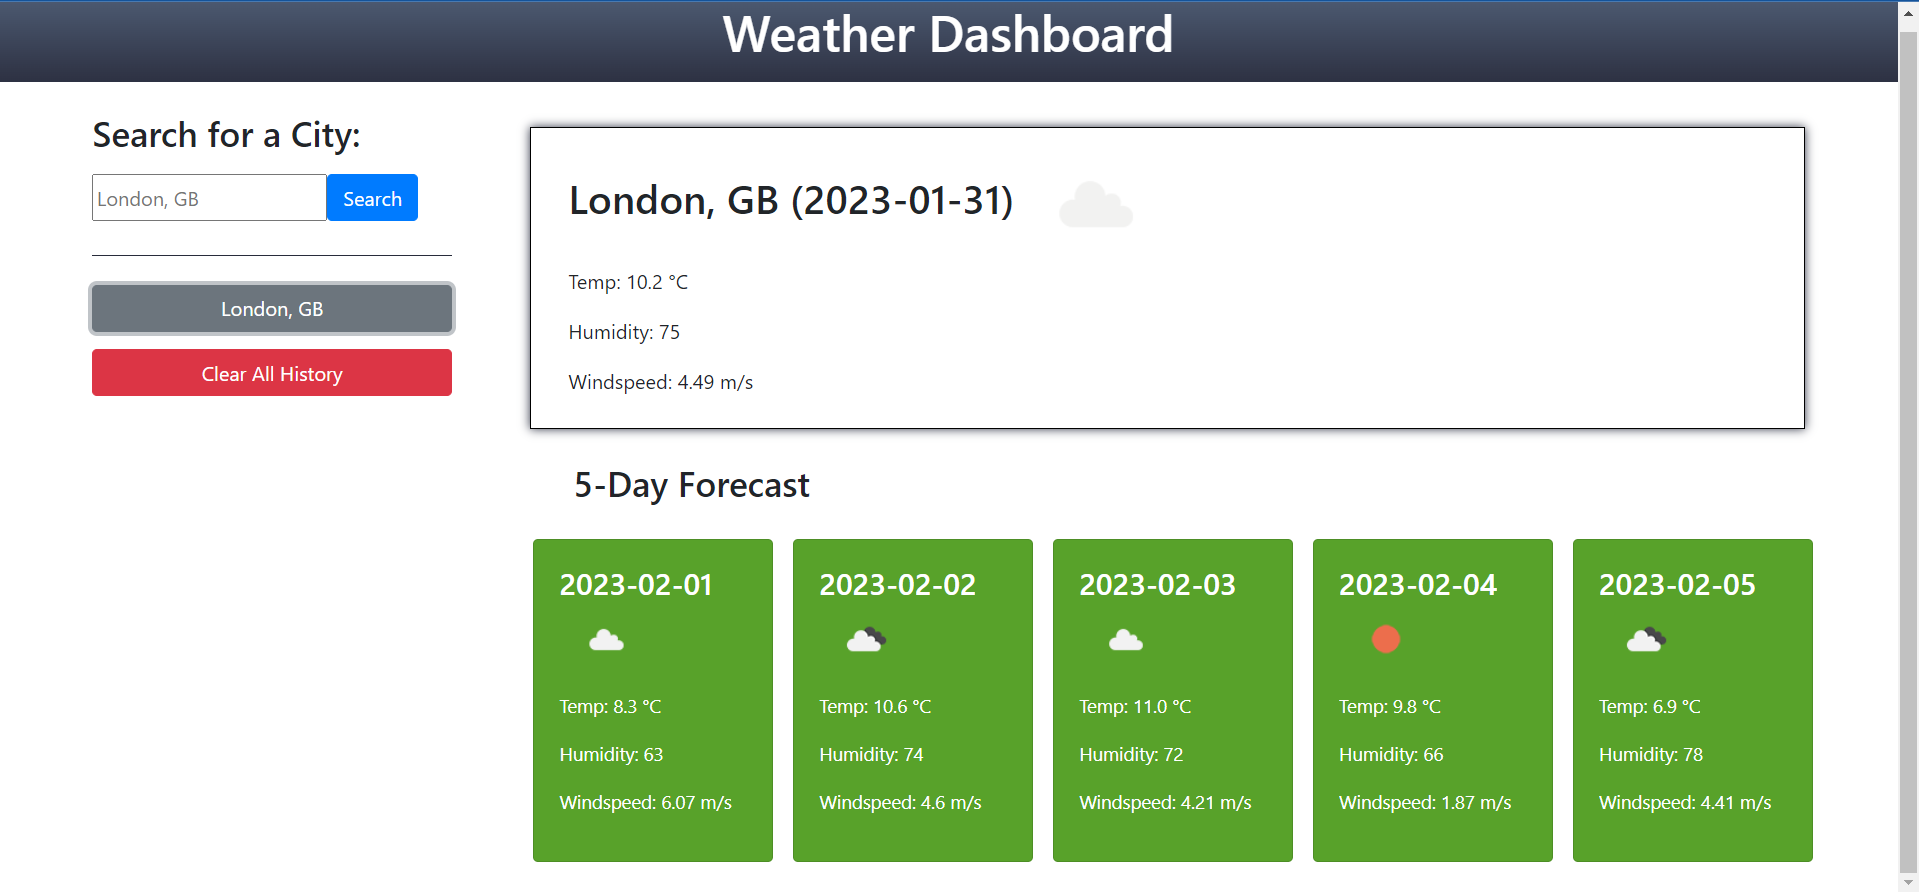 Weather Dashboard
Search for a City:
London, GB
Search
London, GB
Clear All History
London, GB (2023-01-31)
Temp: 10.2 °C
Humidity: 75
Windspeed: 4.49 m/s
5-Day Forecast
2023-02-01
Temp: 8.3 °C
Humidity: 63
Windspeed: 6.07 m/s
2023-02-02
Temp: 10.6 °C
Humidity: 74
Windspeed: 4.6 m/s
2023-02-03
Temp: 11.0 °C
Humidity: 72
Windspeed: 4.21 m/s
2023-02-04
Temp: 9.8 °C
Humidity: 66
Windspeed: 1.87 m/s
2023-02-05
Temp: 6.9 °C
Humidity: 78
Windspeed: 4.41 m/s